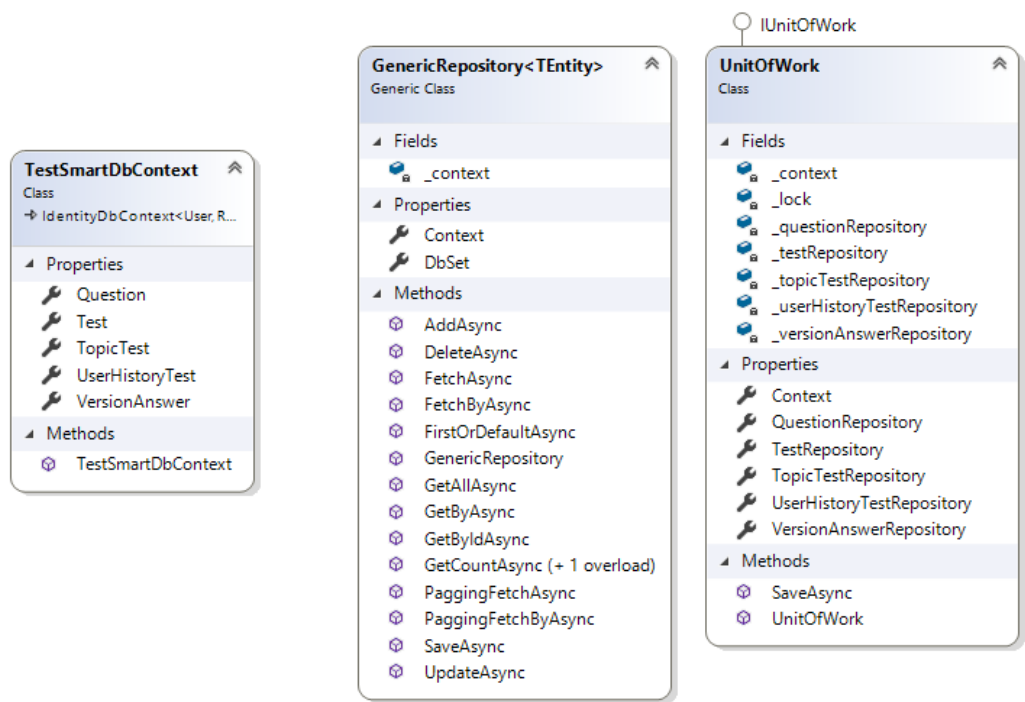 TestSmartDbContext
Class
IdentityDbContext<User, R...
Properties
Question
Test
TopicTest
UserHistoryTest
VersionAnswer
Methods
TestSmartDbContext
GenericRepository<TEntity>
Generic Class
Fields
_context
Properties
Context
DbSet
Methods
AddAsync
DeleteAsync
FetchAsync
FetchByAsync
FirstOrDefaultAsync
GenericRepository
GetAllAsync
GetByAsync
GetByIdAsync
GetCountAsync (+ 1 overload)
PaggingFetchAsync
PaggingFetchByAsync
SaveAsync
UpdateAsync
IUnitOfWork
UnitOfWork
Class
Fields
_context
_lock
_questionRepository
_testRepository
_topicTestRepository
_userHistoryTestRepository
_versionAnswerRepository
Properties
Context
QuestionRepository
TestRepository
TopicTestRepository
UserHistoryTestRepository
VersionAnswerRepository
Methods
SaveAsync
UnitOfWork